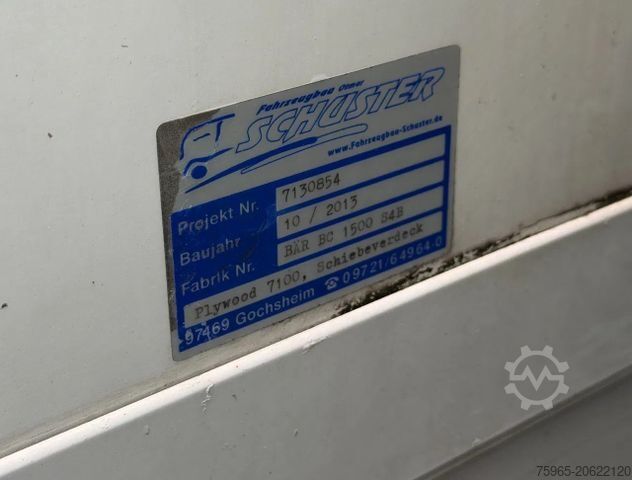 Fahrzeugbau Otmar
SCHUSTER
www.Fahrzeugbau-Schuster.de
Projekt Nr. 7130854
Baujahr 10 / 2013
Fabrik Nr. BÄR BC 1500 S4B
Plywood 7100, Schiebeverdeck
97469 Gochsheim ☎ 09721/64964-0
75965-20622120